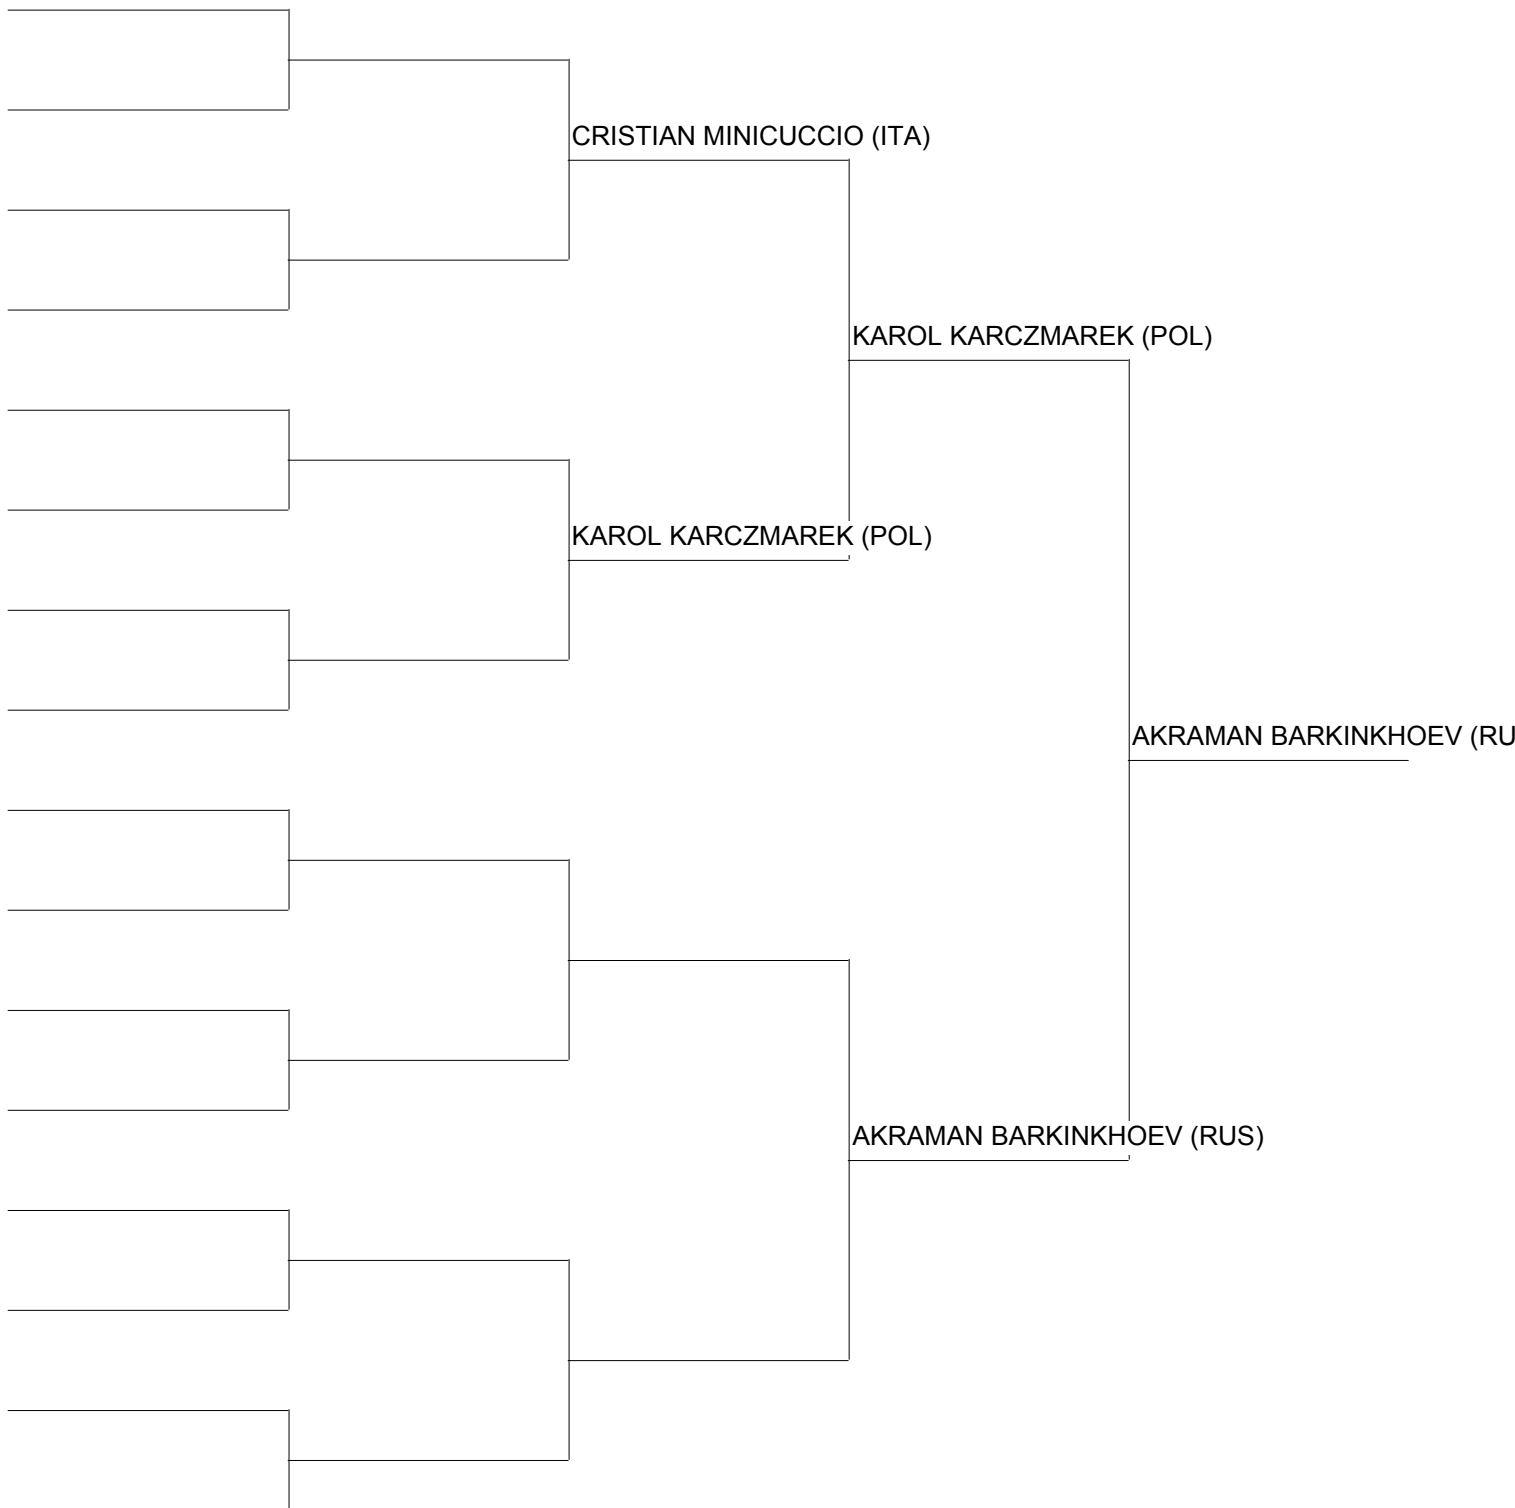 CRISTIAN MINICUCCIO (ITA)
KAROL KARCZMAREK (POL)
KAROL KARCZMAREK (POL)
AKRAMAN BARKINKHOEV (RU
AKRAMAN BARKINKHOEV (RUS)